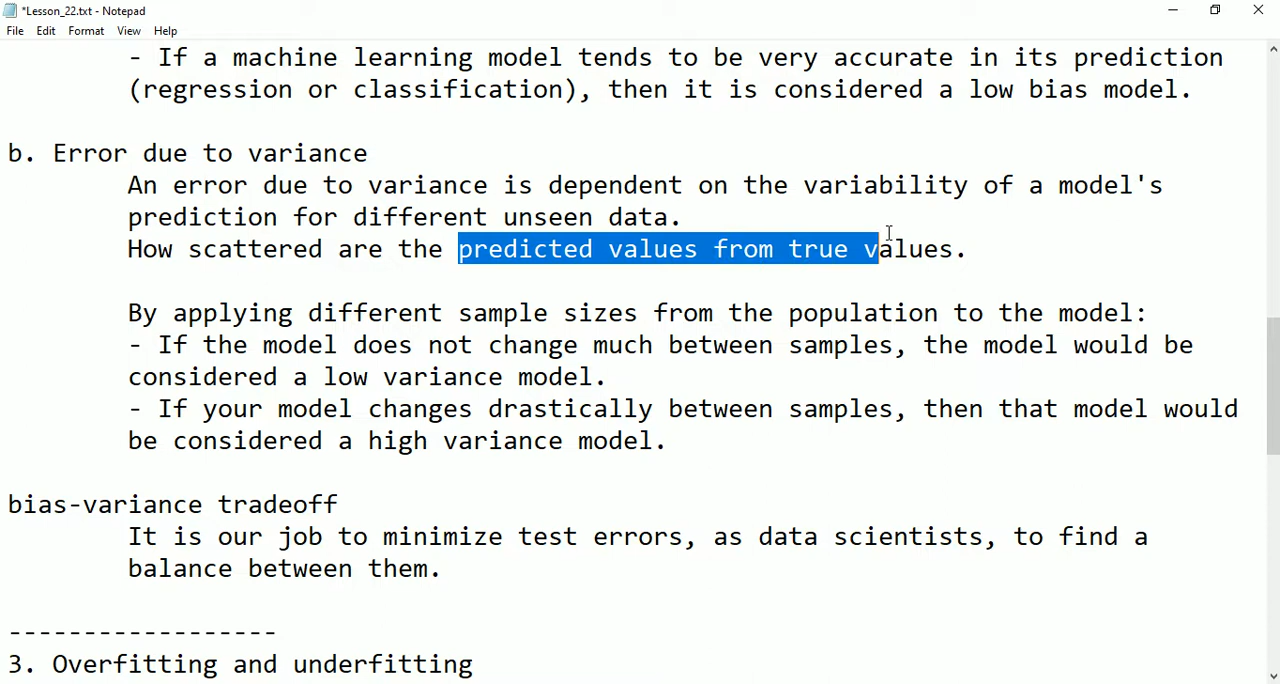 *Lesson_22.txt - Notepad
File Edit Format View Help
- If a machine learning model tends to be very accurate in its prediction
(regression or classification), then it is considered a low bias model.
b. Error due to variance
An error due to variance is dependent on the variability of a model's
prediction for different unseen data.
How scattered are the predicted values from true values.
By applying different sample sizes from the population to the model:
- If the model does not change much between samples, the model would be
considered a low variance model.
- If your model changes drastically between samples, then that model would
be considered a high variance model.
bias-variance tradeoff
It is our job to minimize test errors, as data scientists, to find a
balance between them.
------------------
3. Overfitting and underfitting